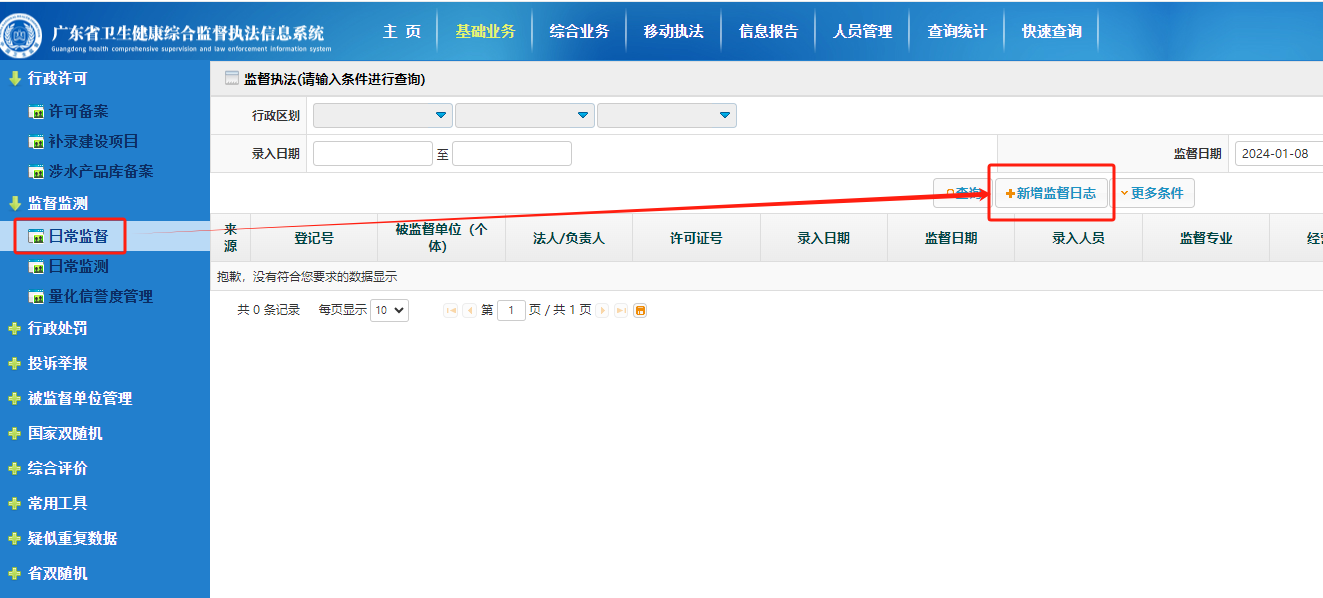 广东省卫生健康综合监督执法信息系统
Guangdong health comprehensive supervision and law enforcement information system
主 页 基础业务 综合业务 移动执法 信息报告 人员管理 查询统计 快速查询
行政许可
许可备案
补录建设项目
涉水产品库备案
监督监测
日常监督
日常监测
量化信誉度管理
行政处罚
投诉举报
被监督单位管理
国家双随机
综合评价
常用工具
疑似重复数据
省双随机
监督执法(请输入条件进行查询)
行政区划
录入日期 至 监督日期 2024-01-08
查询 新增监督日志 更多条件
来源 登记号 被监督单位（个体） 法人/负责人 许可证号 录入日期 监督日期 录入人员 监督专业
抱歉，没有符合您要求的数据显示
共 0 条记录 每页显示 10 第 1 页 / 共 1 页